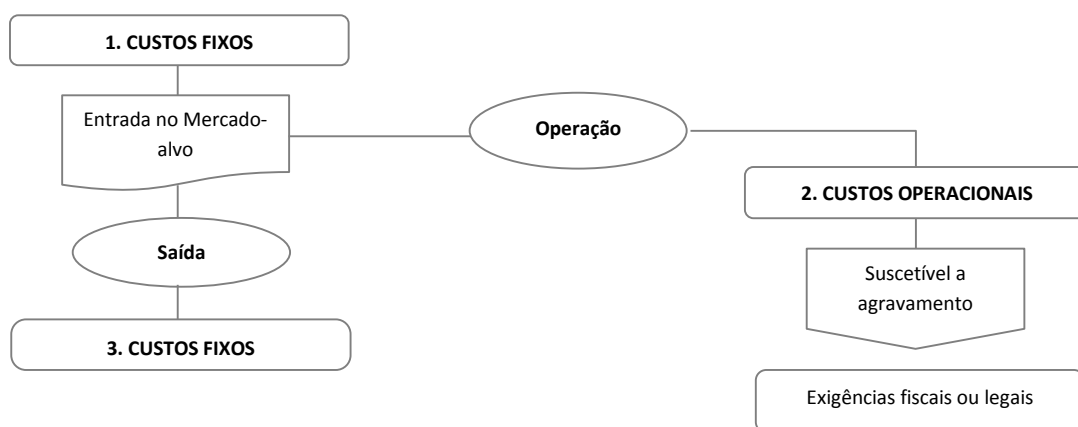 1. CUSTOS FIXOS
Entrada no Mercado-
alvo
Operação
2. CUSTOS OPERACIONAIS
Saída
Suscetível a
agravamento
3. CUSTOS FIXOS
Exigências fiscais ou legais